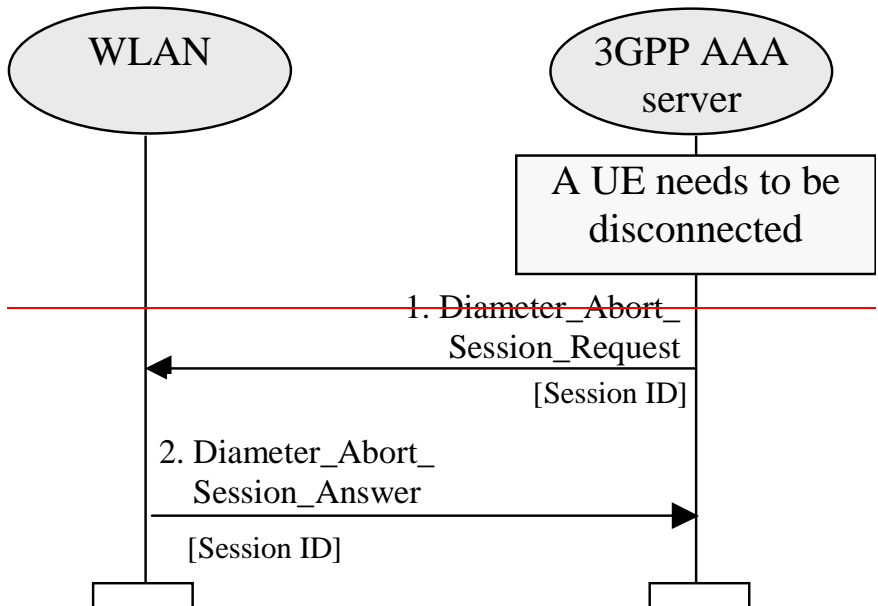 WLAN
3GPP AAA
server
A UE needs to be
disconnected
1. Diameter_Abort_
Session_Request
[Session ID]
2. Diameter_Abort_
Session_Answer
[Session ID]